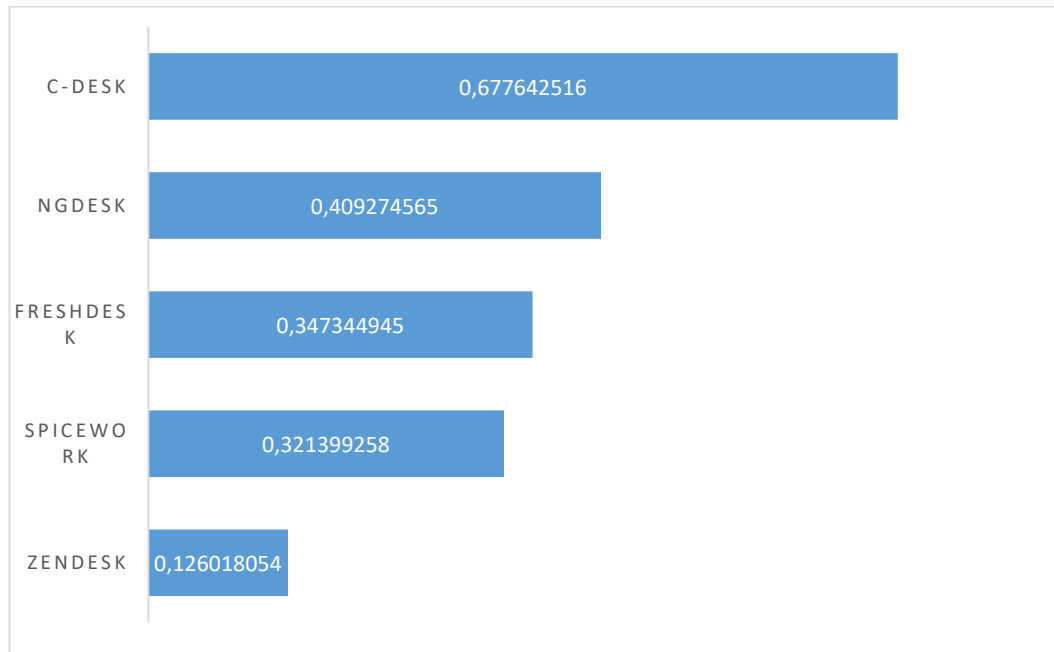 C-DESK
0,677642516
NGDESK
0,409274565
FRESHDES
K
0,347344945
SPICEWO
RK
0,321399258
ZENDESK
0,126018054